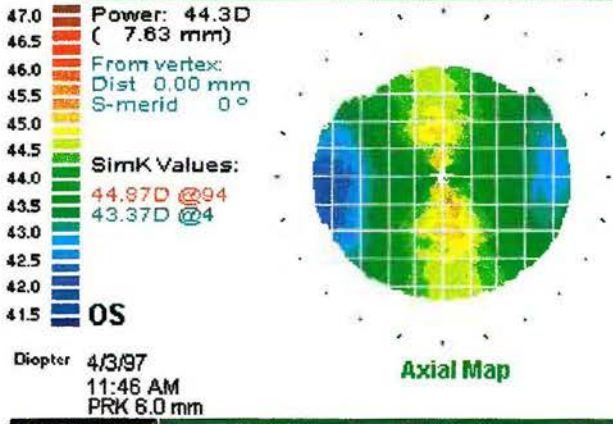 47.0
46.5
46.0
45.5
45.0
44.5
44.0
43.5
43.0
42.5
42.0
41.5
Power: 44.3D
( 7.63 mm)
From vertex:
Dist 0.00 mm
S-merid 0°
SimK Values:
44.87D @94
43.37D @4
OS
Diopter
4/3/97
11:46 AM
PRK 6.0 mm
Axial Map